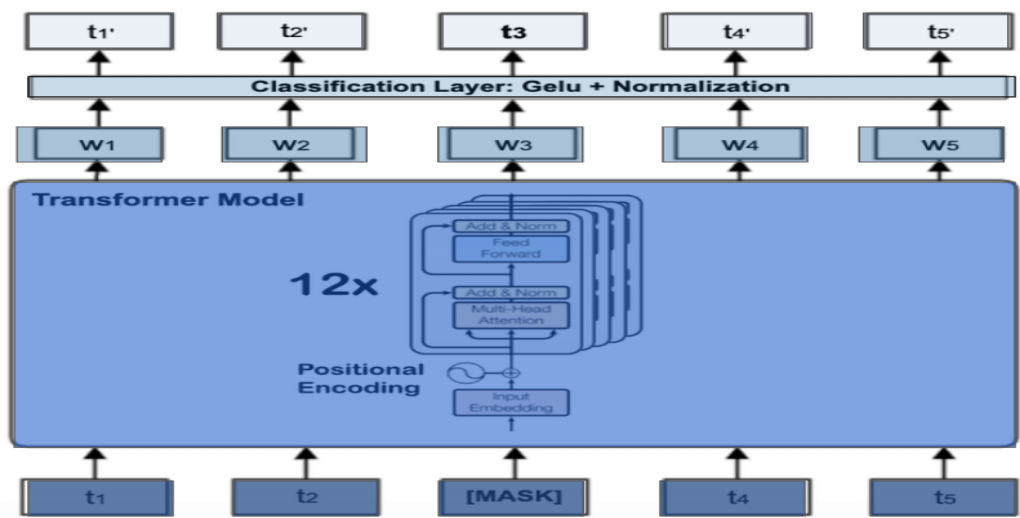 t1' t2' t3 t4' t5'
Classification Layer: Gelu + Normalization
W1 W2 W3 W4 W5
Transformer Model
Add & Norm
Feed
Forward
12x
Add & Norm
Multi-Head
Attention
Positional
Encoding
Input
Embedding
t1 t2 [MASK] t4 t5